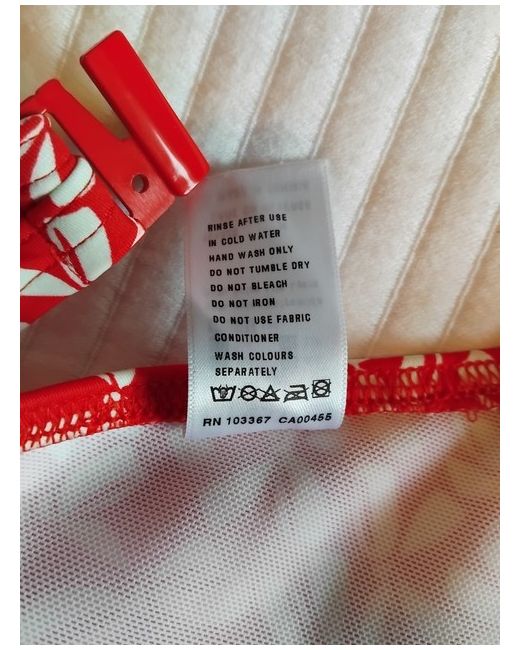 RINSE AFTER USE
IN COLD WATER
HAND WASH ONLY
DO NOT TUMBLE DRY
DO NOT BLEACH
DO NOT IRON
DO NOT USE FABRIC
CONDITIONER
WASH COLOURS
SEPARATELY
RN 103367 CA00455